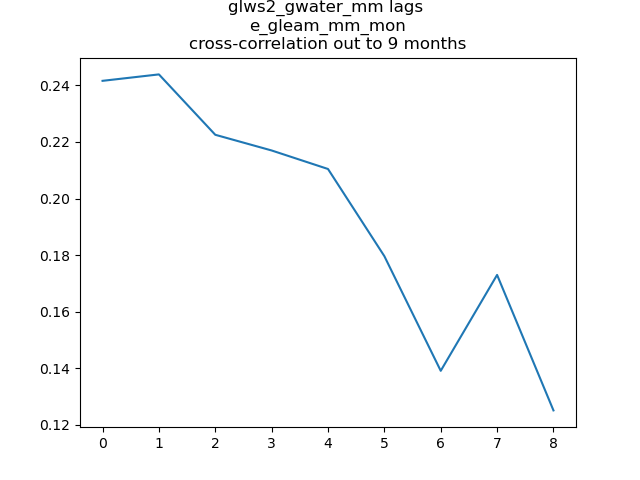 glws2_gwater_mm lags
e_gleam_mm_mon
cross-correlation out to 9 months
0.24
0.22
0.20
0.18
0.16
0.14
0.12
0 1 2 3 4 5 6 7 8